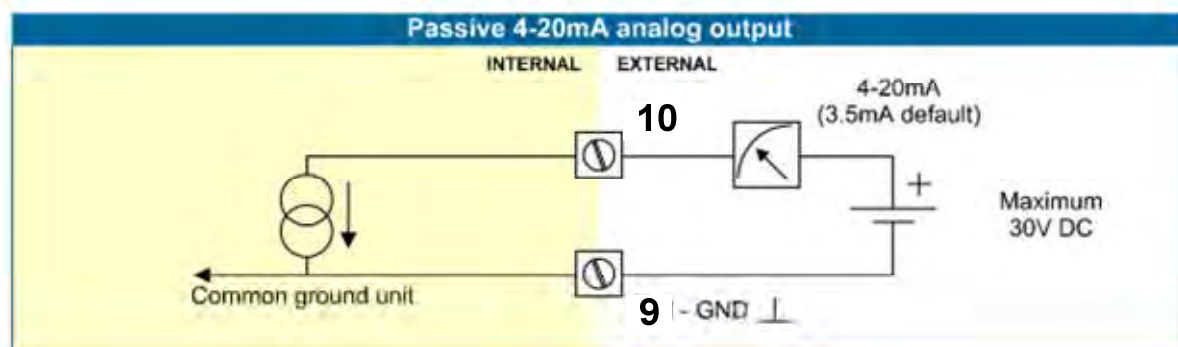 Passive 4-20mA analog output
INTERNAL EXTERNAL
4-20mA
(3.5mA default)
10
+
Maximum
30V DC
Common ground unit
9 - GND